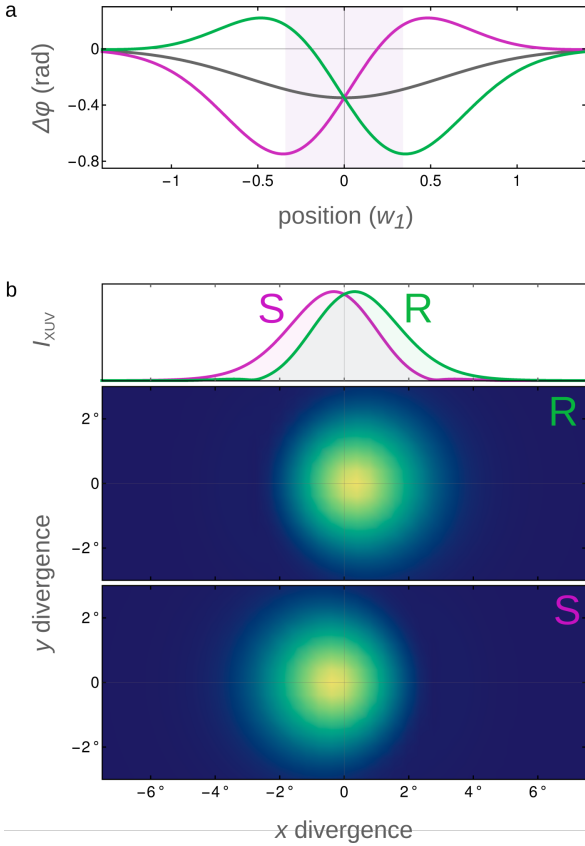 a
Δφ (rad)
0
−0.4
−0.8
−1
−0.5
0
0.5
1
position (w1)
b
IXUV
S
R
2°
0
−2°
R
y divergence
2°
0
−2°
S
−6°
−4°
−2°
0
2°
4°
6°
x divergence